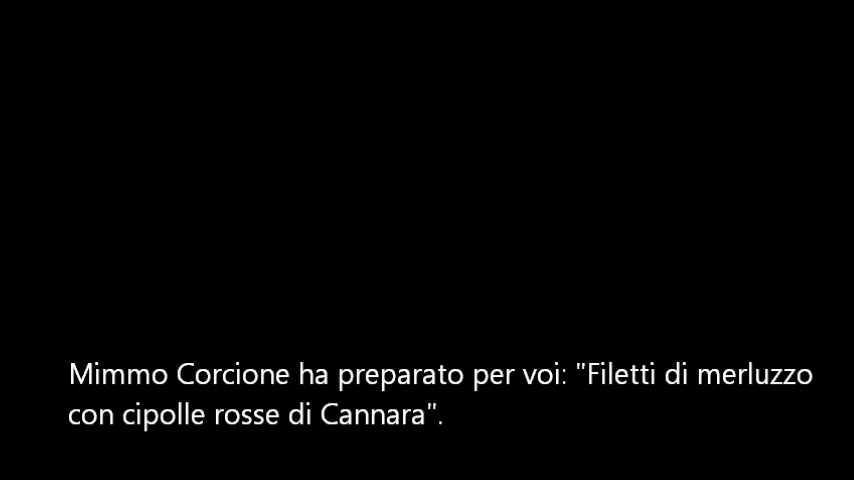 Mimmo Corcione ha preparato per voi: "Filetti di merluzzo
con cipolle rosse di Cannara".